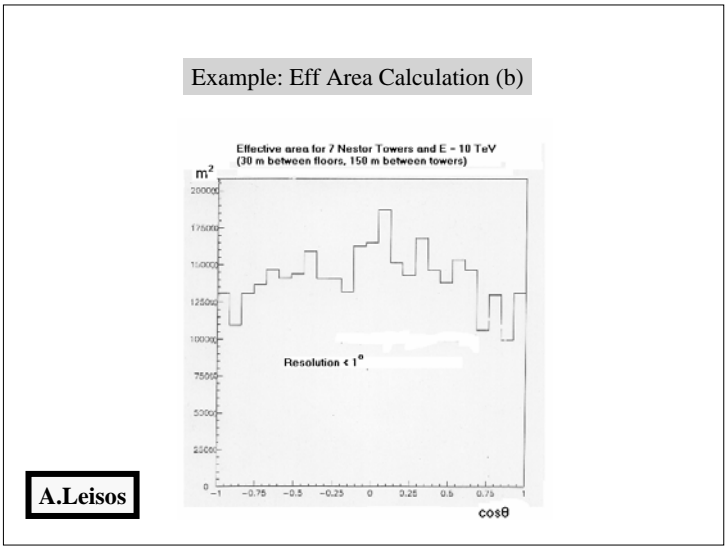 Example: Eff Area Calculation (b)
Effective area for 7 Nestor Towers and E - 10 TeV
(30 m between floors, 150 m between towers)
m²
200000
175000
150000
125000
100000
75000
50000
25000
0
-1 -0.75 -0.5 -0.25 0 0.25 0.5 0.75 1
Resolution < 1°
cosθ
A.Leisos